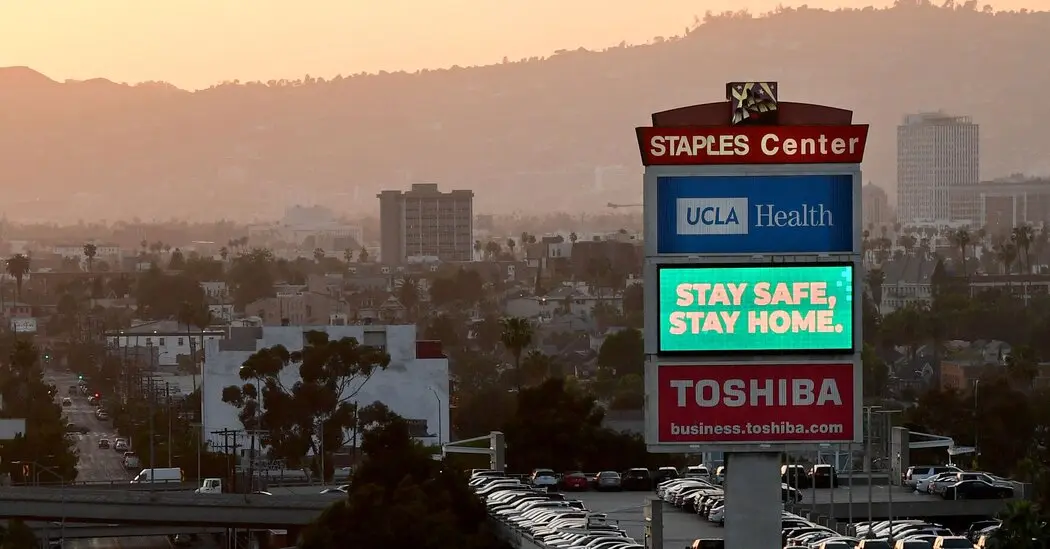 STAPLES Center
UCLA Health
STAY SAFE,
STAY HOME.
TOSHIBA
business.toshiba.com